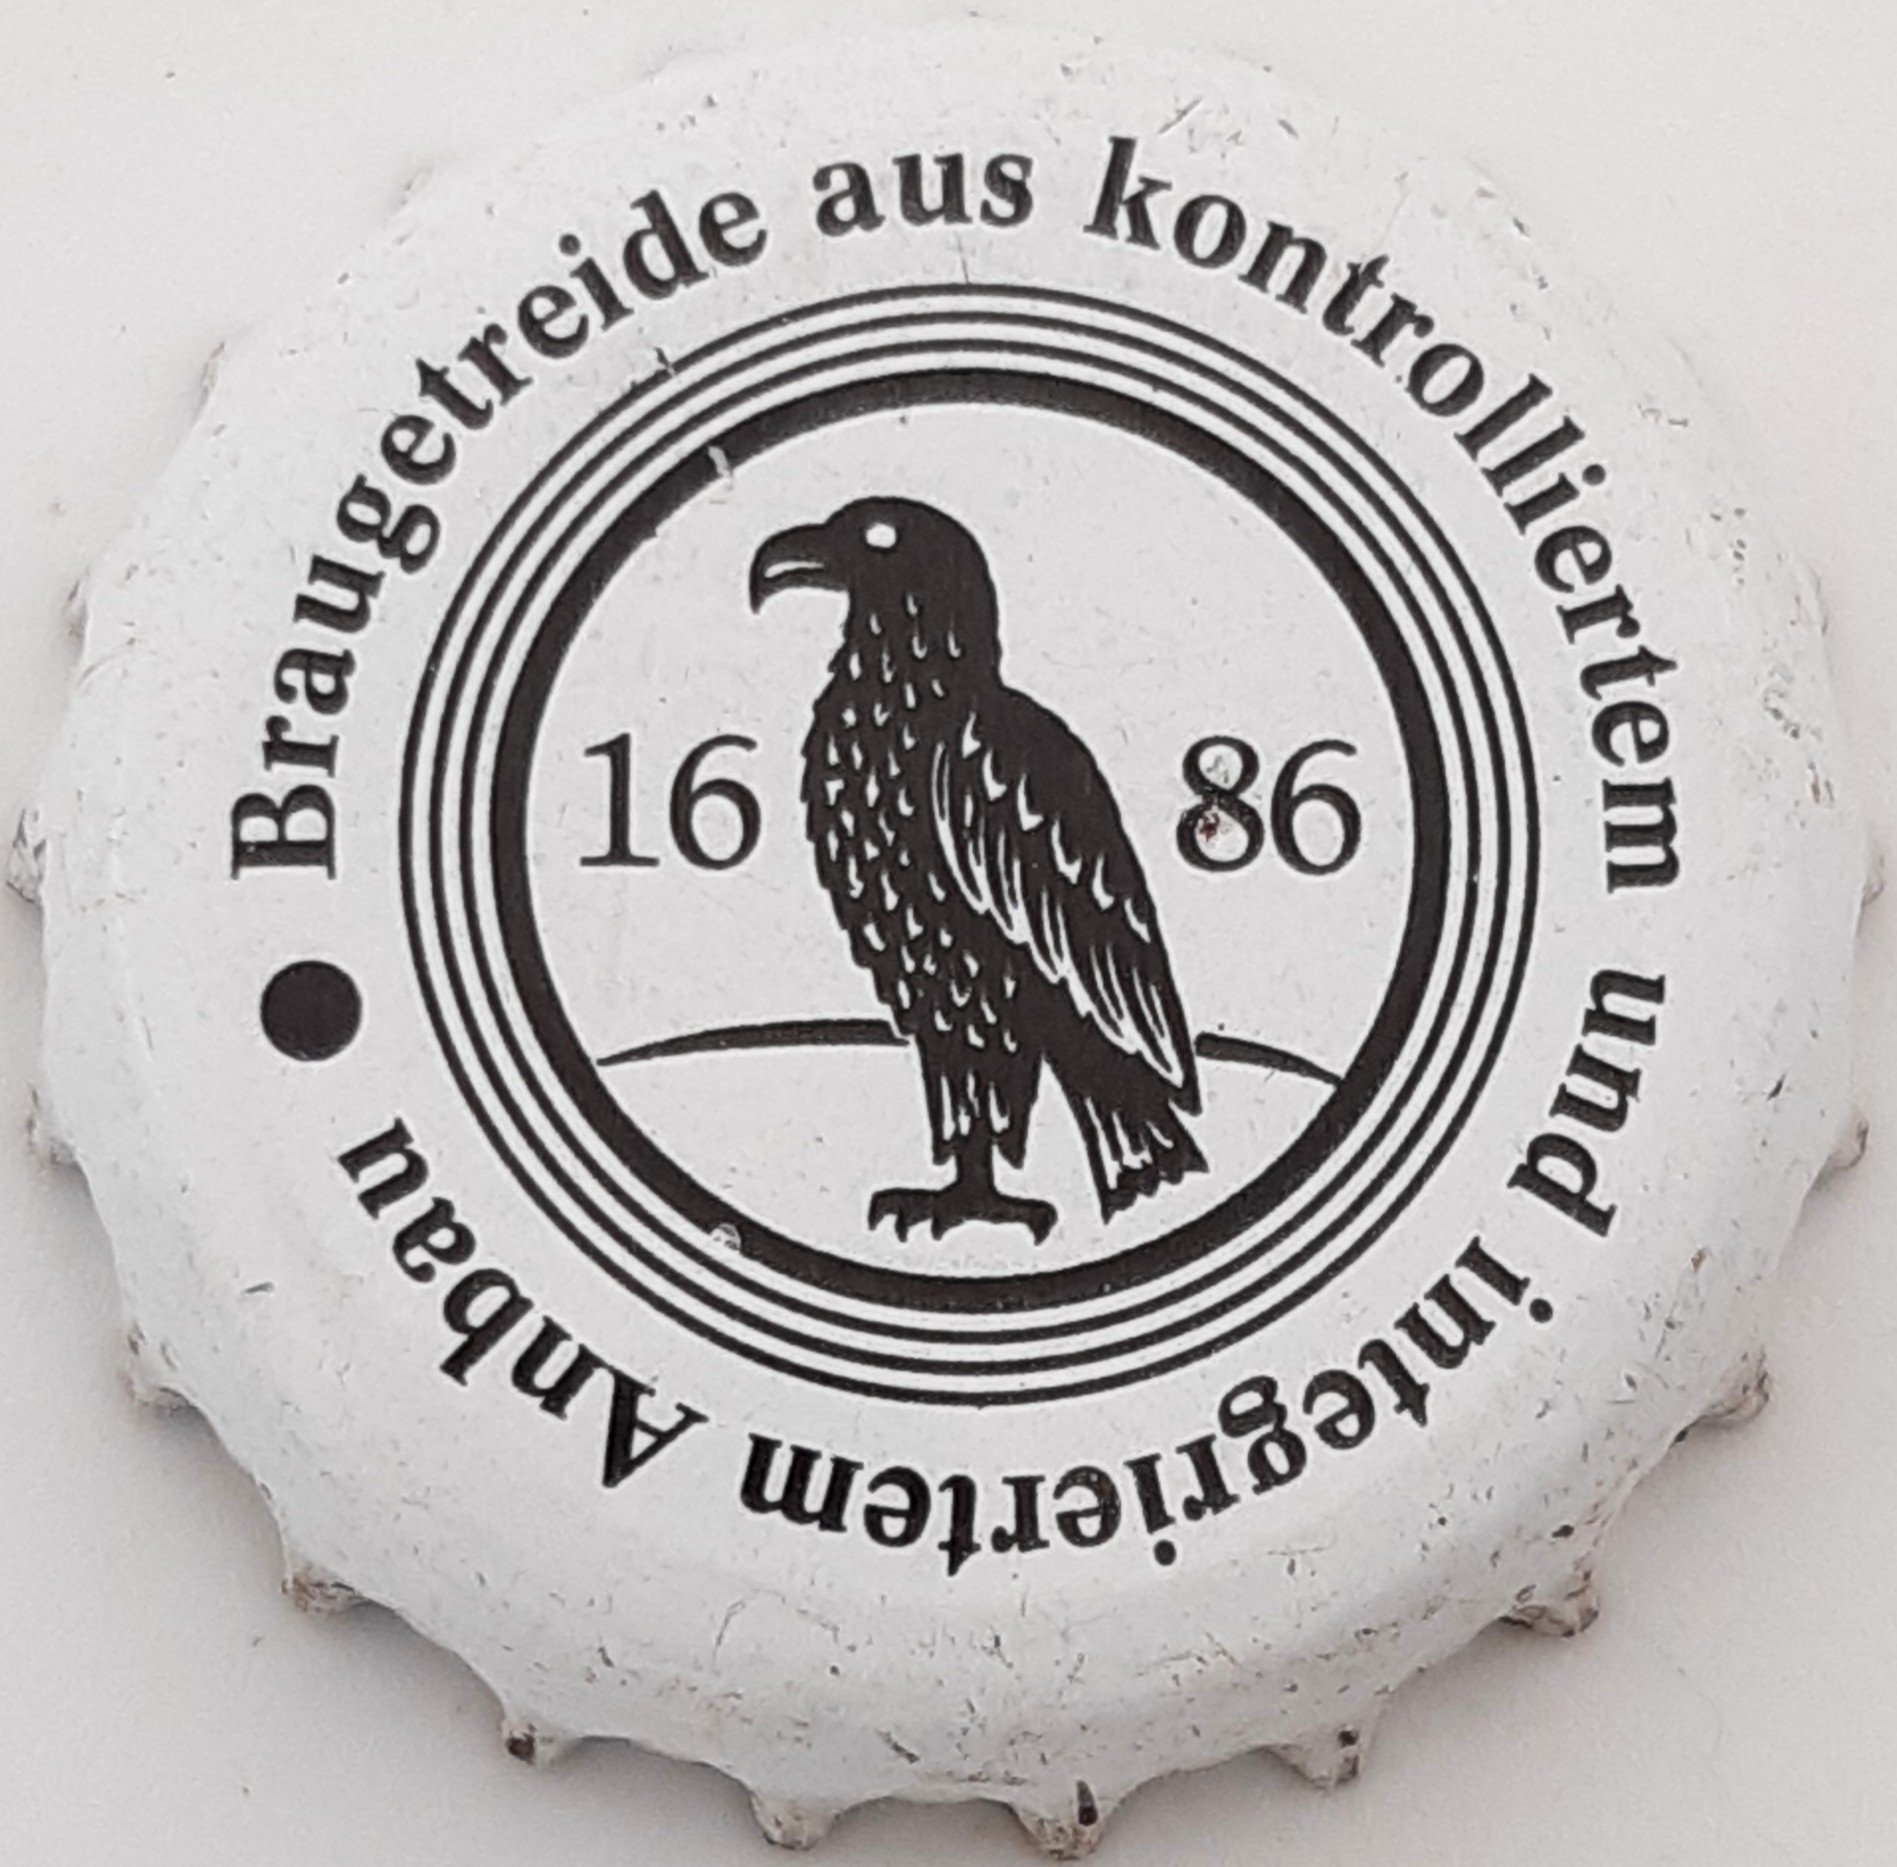 Braugetreide aus kontrolliertem und integriertem Anbau •
16 86